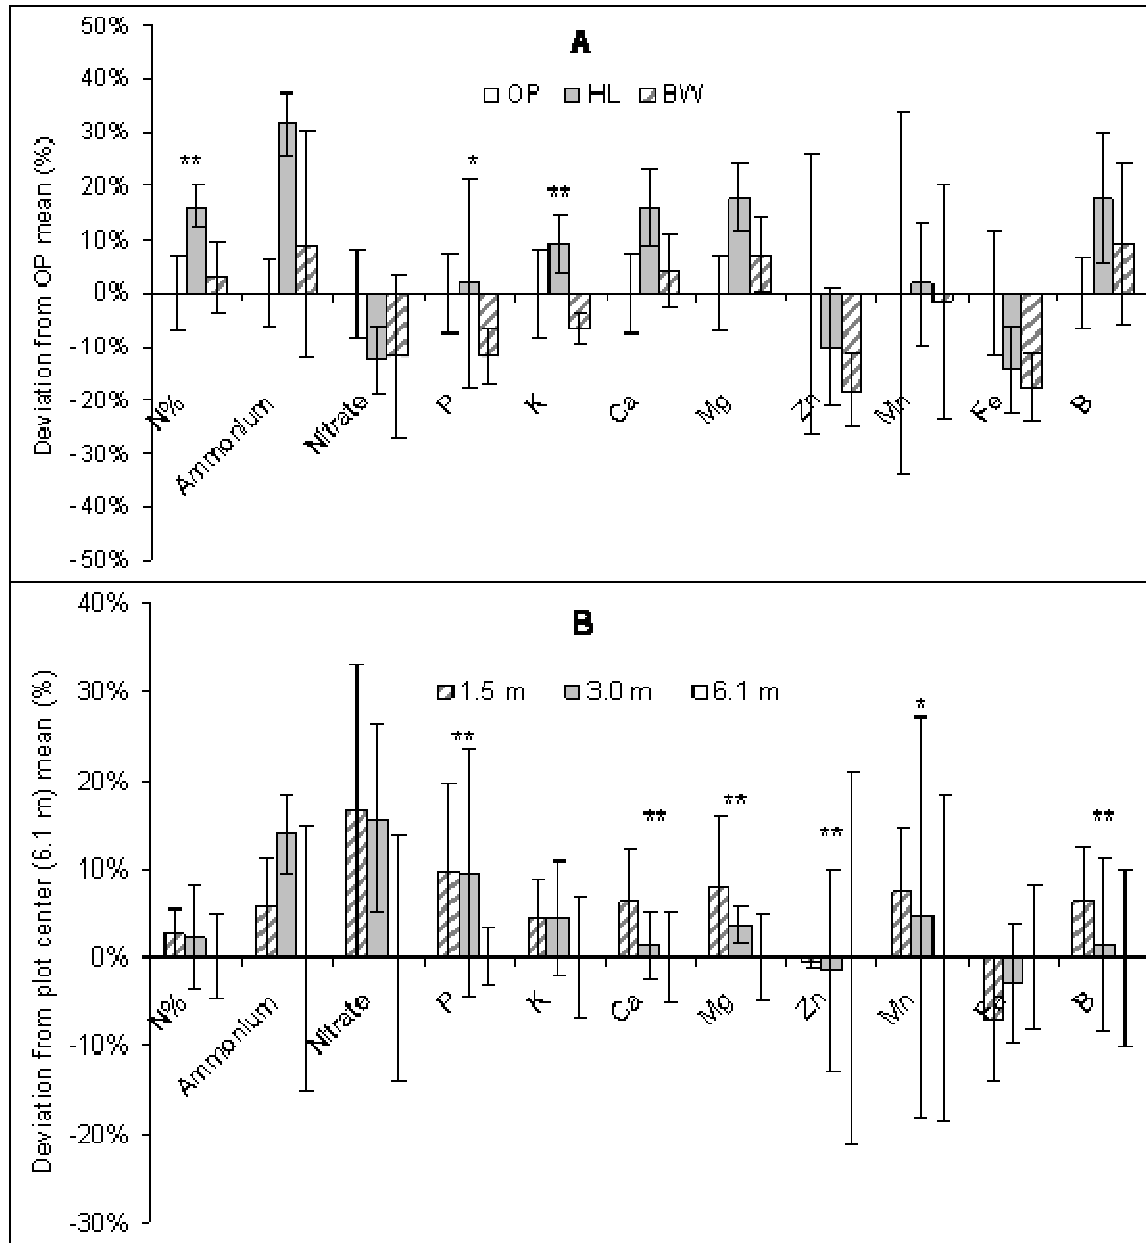 A
Deviation from OP mean (%)
50%
40%
30%
20%
10%
0%
-10%
-20%
-30%
-40%
-50%
OP HL BW
** * **
N% Ammonium Nitrate P K Ca Mg Zn Mn Fe B
B
Deviation from plot center (6.1 m) mean (%)
40%
30%
20%
10%
0%
-10%
-20%
-30%
1.5 m 3.0 m 6.1 m
** ** ** ** * **
N% Ammonium Nitrate P K Ca Mg Zn Mn Fe B